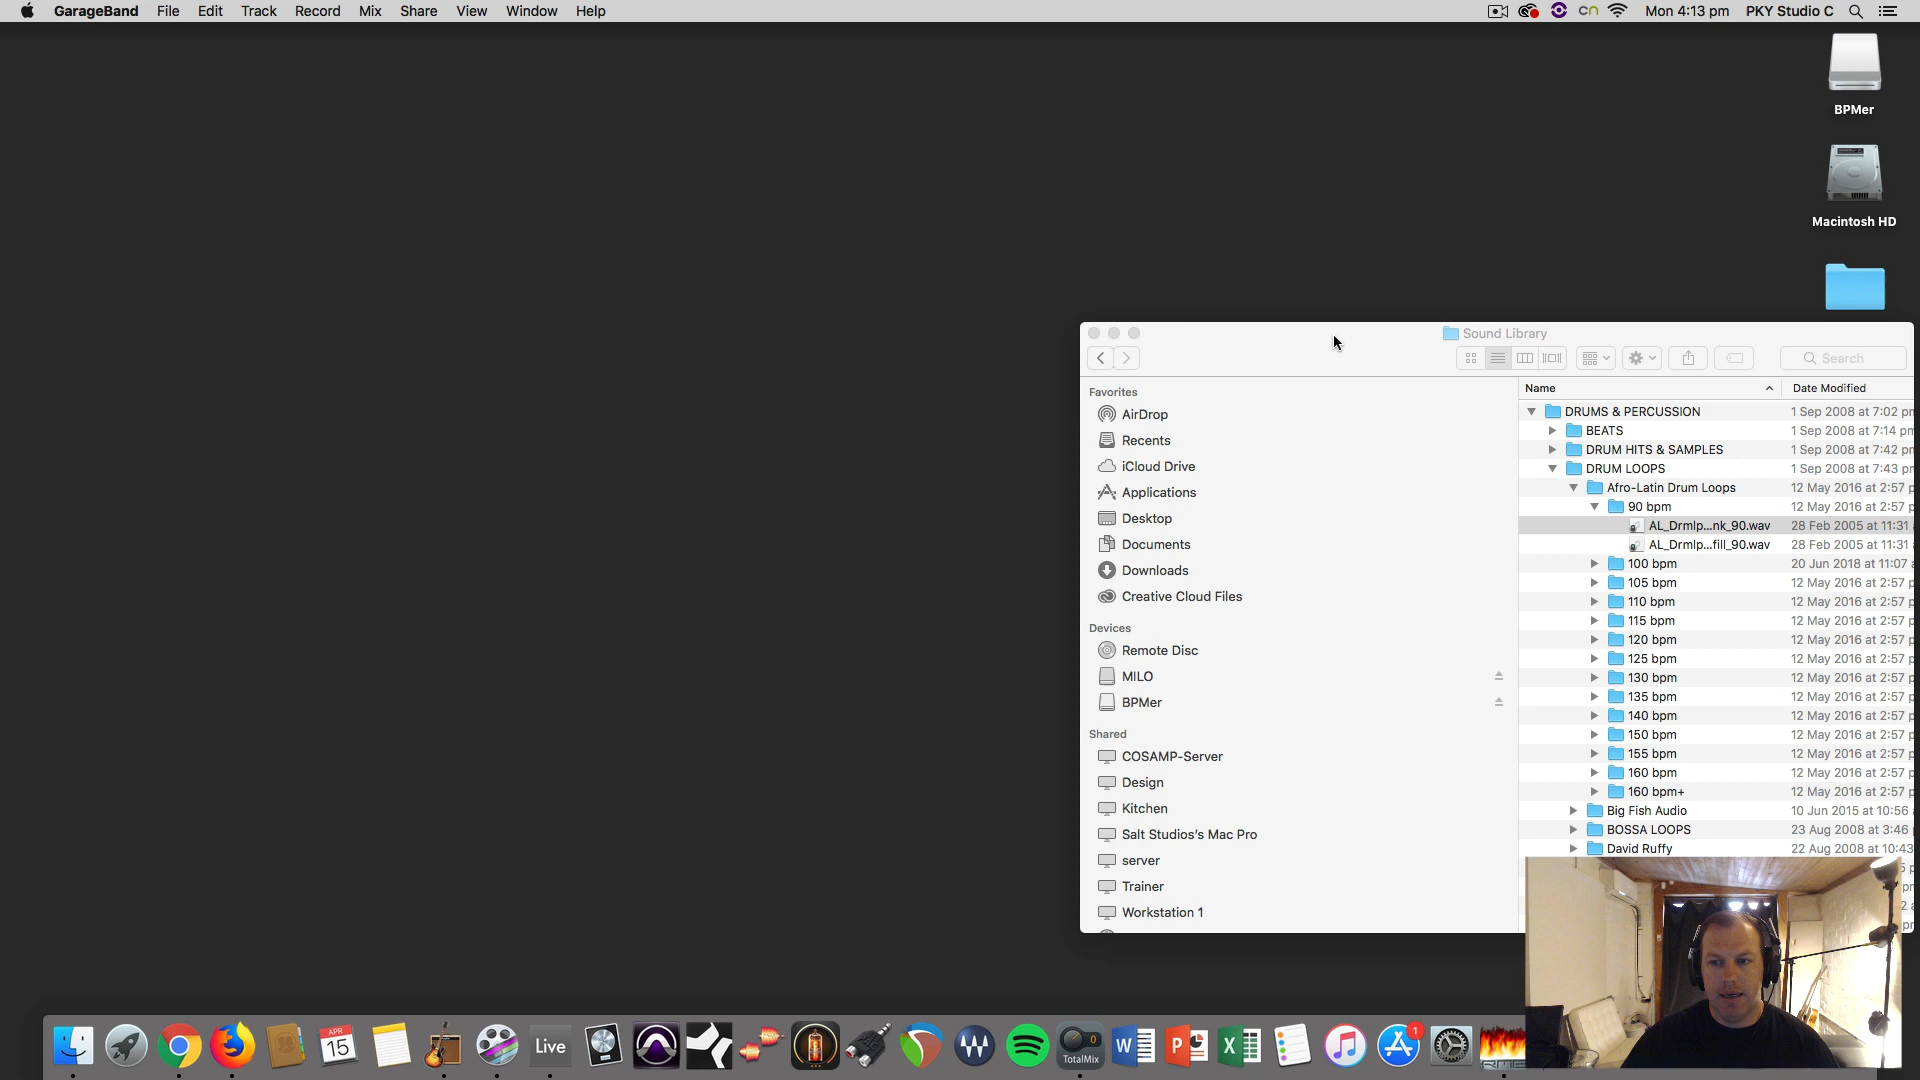 GarageBand File Edit Track Record Mix Share View Window Help
Mon 4:13 pm PKY Studio C
BPMer
Macintosh HD
Sound Library
Search
Favorites
AirDrop
Recents
iCloud Drive
Applications
Desktop
Documents
Downloads
Creative Cloud Files
Devices
Remote Disc
MILO
BPMer
Shared
COSAMP-Server
Design
Kitchen
Salt Studios's Mac Pro
server
Trainer
Workstation 1
Name Date Modified
DRUMS & PERCUSSION 1 Sep 2008 at 7:02 pm
BEATS 1 Sep 2008 at 7:14 pm
DRUM HITS & SAMPLES 1 Sep 2008 at 7:42 pm
DRUM LOOPS 1 Sep 2008 at 7:43 pm
Afro-Latin Drum Loops 12 May 2016 at 2:57 p
90 bpm 12 May 2016 at 2:57 p
AL_Drmlp...nk_90.wav 28 Feb 2005 at 11:31
AL_Drmlp...fill_90.wav 28 Feb 2005 at 11:31
100 bpm 20 Jun 2018 at 11:07
105 bpm 12 May 2016 at 2:57 p
110 bpm 12 May 2016 at 2:57 p
115 bpm 12 May 2016 at 2:57 p
120 bpm 12 May 2016 at 2:57 p
125 bpm 12 May 2016 at 2:57 p
130 bpm 12 May 2016 at 2:57 p
135 bpm 12 May 2016 at 2:57 p
140 bpm 12 May 2016 at 2:57 p
150 bpm 12 May 2016 at 2:57 p
155 bpm 12 May 2016 at 2:57 p
160 bpm 12 May 2016 at 2:57 p
160 bpm+ 12 May 2016 at 2:57 p
Big Fish Audio 10 Jun 2015 at 10:56
BOSSA LOOPS 23 Aug 2008 at 3:46
David Ruffy 22 Aug 2008 at 10:43
APR
15
Live
0
TotalMix
W
P
X
1